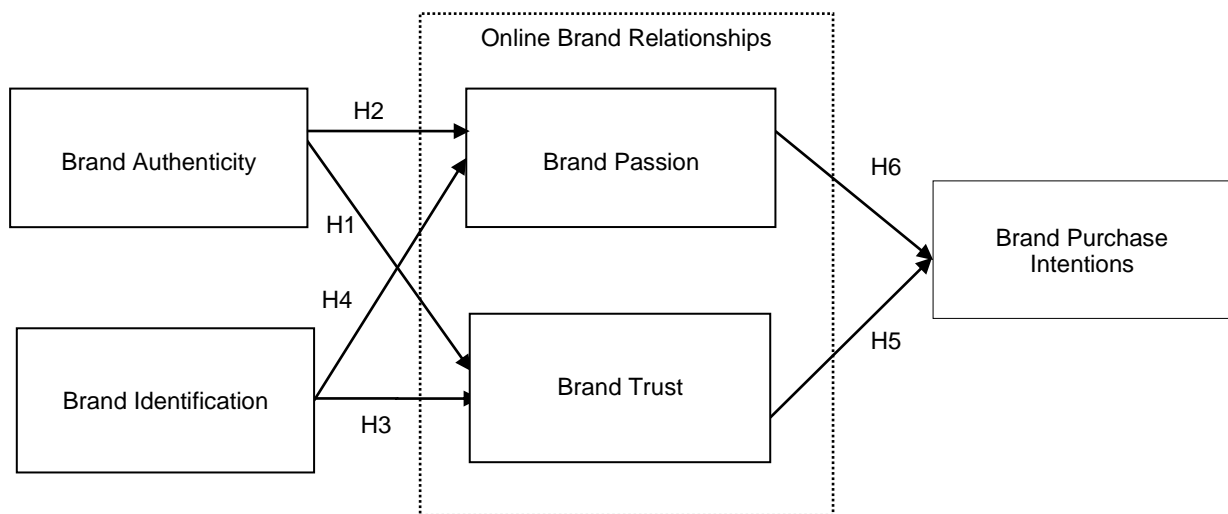 Online Brand Relationships
H2
Brand Authenticity
Brand Passion
H6
H1
Brand Purchase
Intentions
H4
H5
Brand Trust
Brand Identification
H3